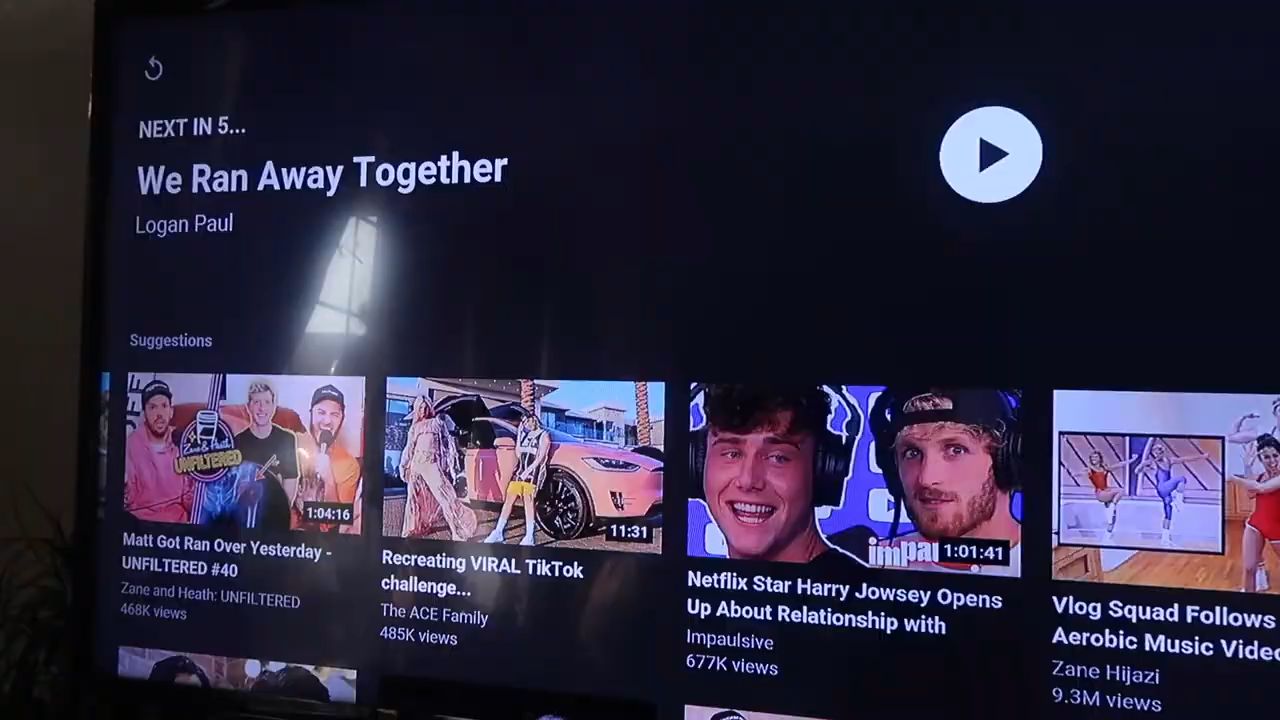 NEXT IN 5...
We Ran Away Together
Logan Paul
Suggestions
Zane & Heath
UNFILTERED
1:04:16
11:31
impau
1:01:41
Matt Got Ran Over Yesterday -
UNFILTERED #40
Zane and Heath: UNFILTERED
468K views
Recreating VIRAL TikTok
challenge...
The ACE Family
485K views
Netflix Star Harry Jowsey Opens
Up About Relationship with
Impaulsive
677K views
Vlog Squad Follows
Aerobic Music Video
Zane Hijazi
9.3M views